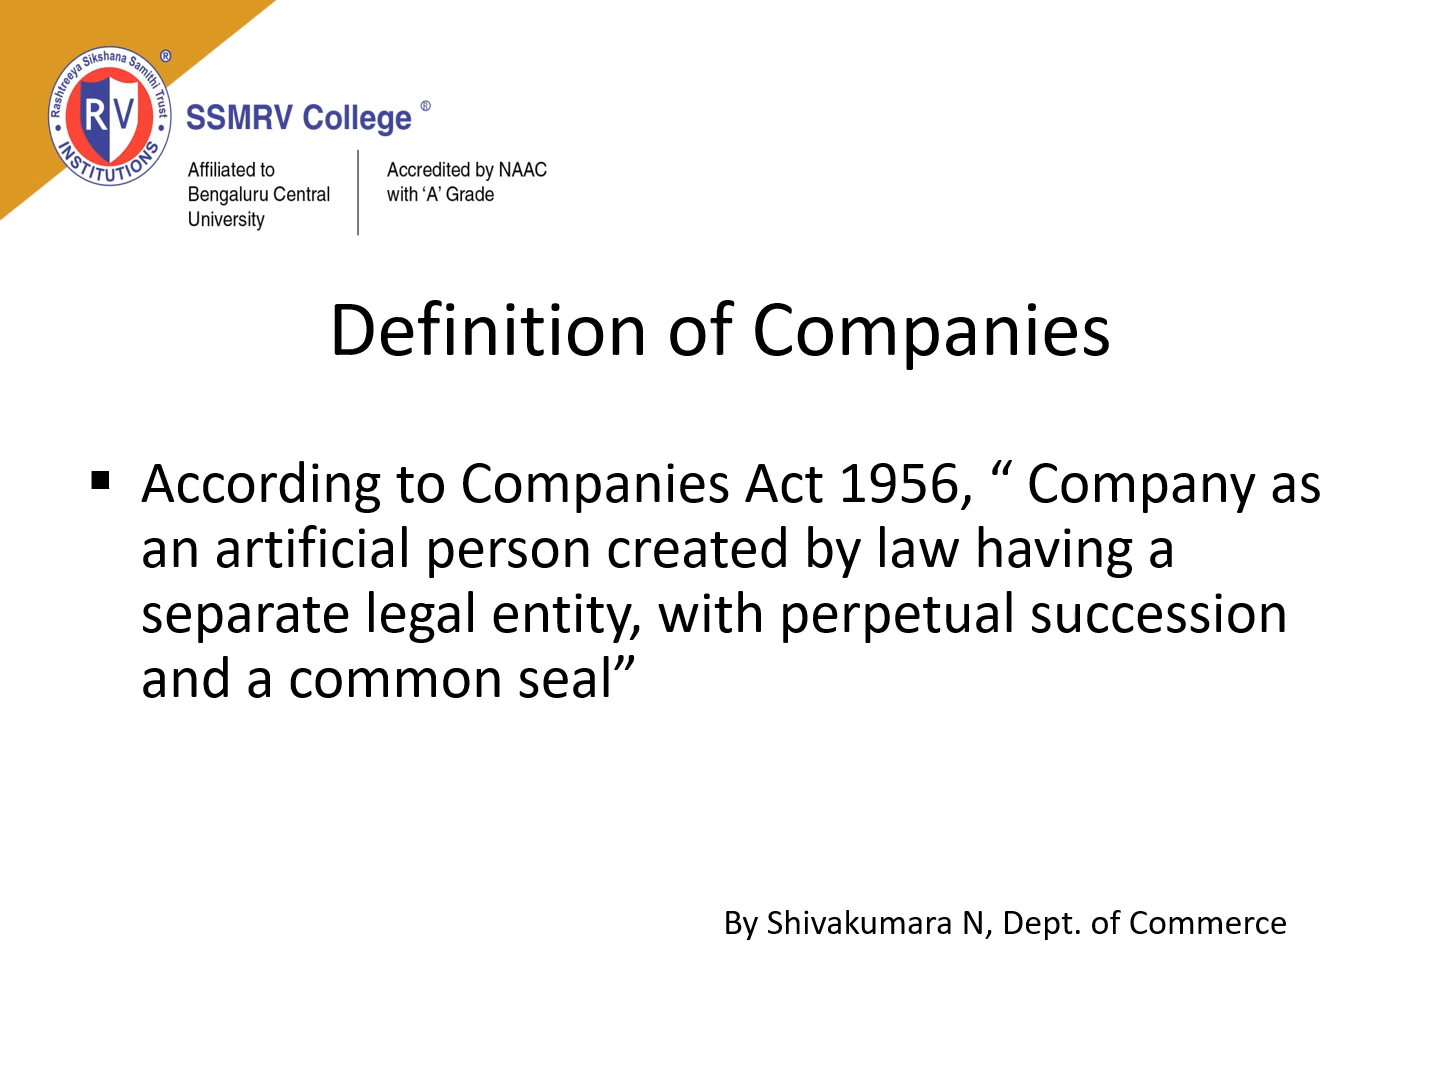 Rashtreeya Sikshana Samithi Trust
®
RV
INSTITUTIONS
SSMRV College ®
Affiliated to
Bengaluru Central
University
Accredited by NAAC
with ‘A’ Grade
Definition of Companies
▪ According to Companies Act 1956, “ Company as
an artificial person created by law having a
separate legal entity, with perpetual succession
and a common seal”
By Shivakumara N, Dept. of Commerce